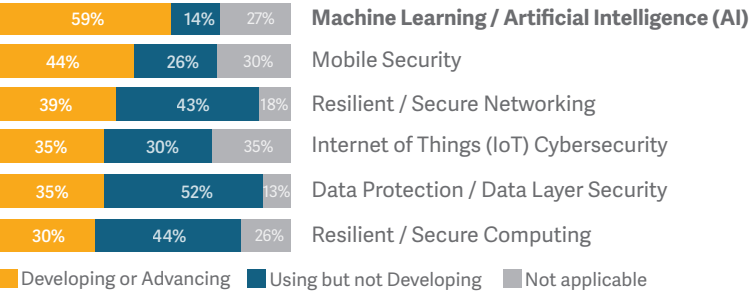 59% 14% 27% Machine Learning / Artificial Intelligence (AI)
44% 26% 30% Mobile Security
39% 43% 18% Resilient / Secure Networking
35% 30% 35% Internet of Things (IoT) Cybersecurity
35% 52% 13% Data Protection / Data Layer Security
30% 44% 26% Resilient / Secure Computing
Developing or Advancing Using but not Developing Not applicable